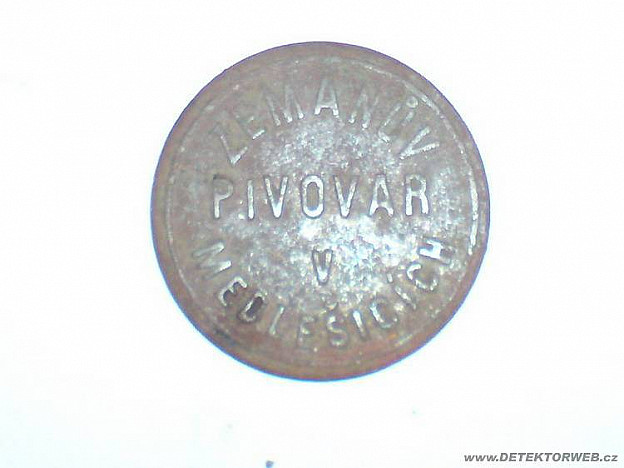 ZEMANŮV
PIVOVAR
V
MEDLEŠICÍCH
www.DETEKTORWEB.cz